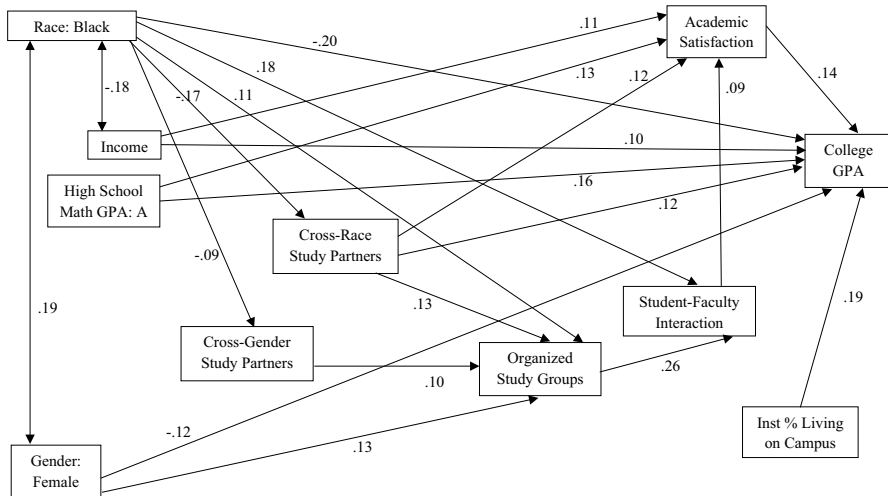 Race: Black
Academic
Satisfaction
.11
-.20
.18
.13
.12
.14
-.18
-.17
.11
.09
Income
.10
College
GPA
High School
Math GPA: A
.16
.12
Cross-Race
Study Partners
-.09
.19
.13
Student-Faculty
Interaction
.19
Cross-Gender
Study Partners
Organized
Study Groups
.10
.26
-.12
.13
Inst % Living
on Campus
Gender:
Female